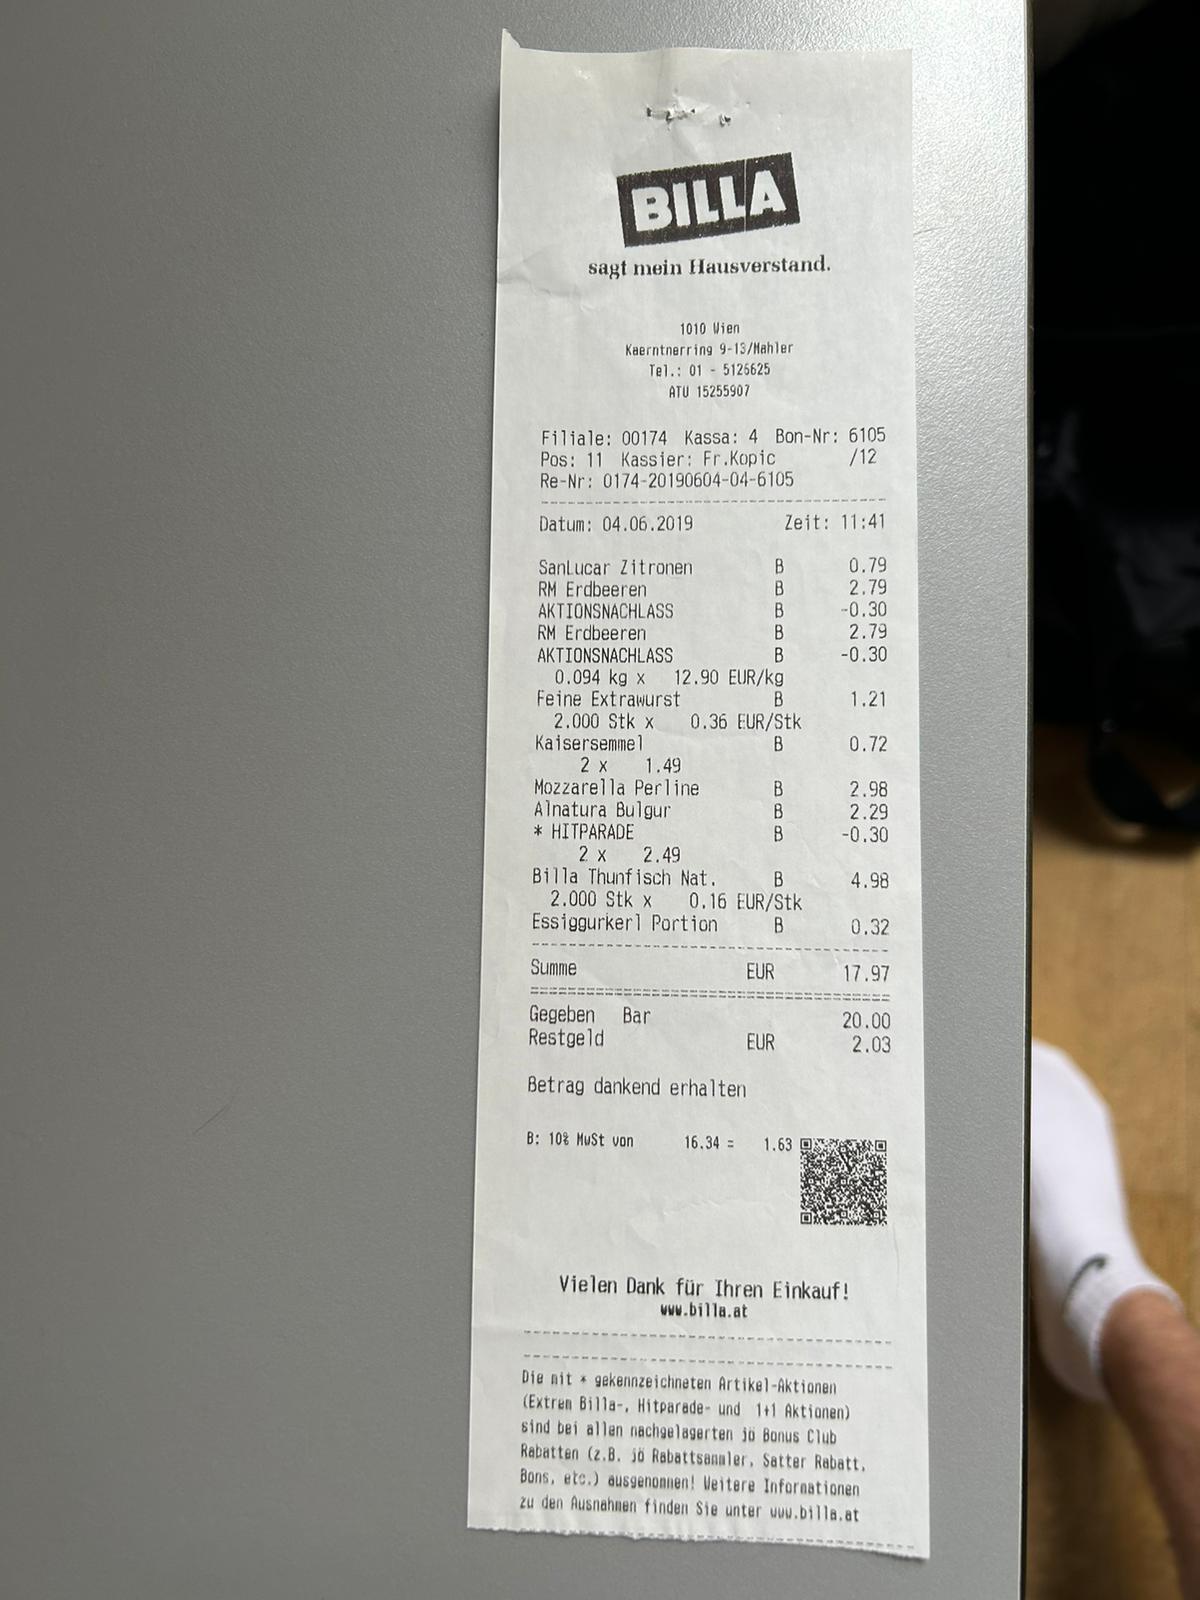 BILLA
sagt mein Hausverstand.
1010 Wien
Kaerntnerring 9-13/Mahler
Tel.: 01 - 5126625
ATU 15255907
Filiale: 00174 Kassa: 4 Bon-Nr: 6105
Pos: 11 Kassier: Fr.Kopic /12
Re-Nr: 0174-20190604-04-6105
Datum: 04.06.2019 Zeit: 11:41
SanLucar Zitronen B 0.79
RM Erdbeeren B 2.79
AKTIONSNACHLASS B -0.30
RM Erdbeeren B 2.79
AKTIONSNACHLASS B -0.30
0.094 kg x 12.90 EUR/kg
Feine Extrawurst B 1.21
2.000 Stk x 0.36 EUR/Stk
Kaisersemmel B 0.72
2 x 1.49
Mozzarella Perline B 2.98
Alnatura Bulgur B 2.29
* HITPARADE B -0.30
2 x 2.49
Billa Thunfisch Nat. B 4.98
2.000 Stk x 0.16 EUR/Stk
Essiggurkerl Portion B 0.32
Summe EUR 17.97
Gegeben Bar 20.00
Restgeld EUR 2.03
Betrag dankend erhalten
B: 10% MwSt von 16.34 = 1.63
Vielen Dank für Ihren Einkauf!
www.billa.at
Die mit * gekennzeichneten Artikel-Aktionen
(Extrem Billa-, Hitparade- und 1+1 Aktionen)
sind bei allen nachgelagerten jö Bonus Club
Rabatten (z.B. jö Rabattsammler, Satter Rabatt,
Bons, etc.) ausgenommen! Weitere Informationen
zu den Ausnahmen finden Sie unter www.billa.at